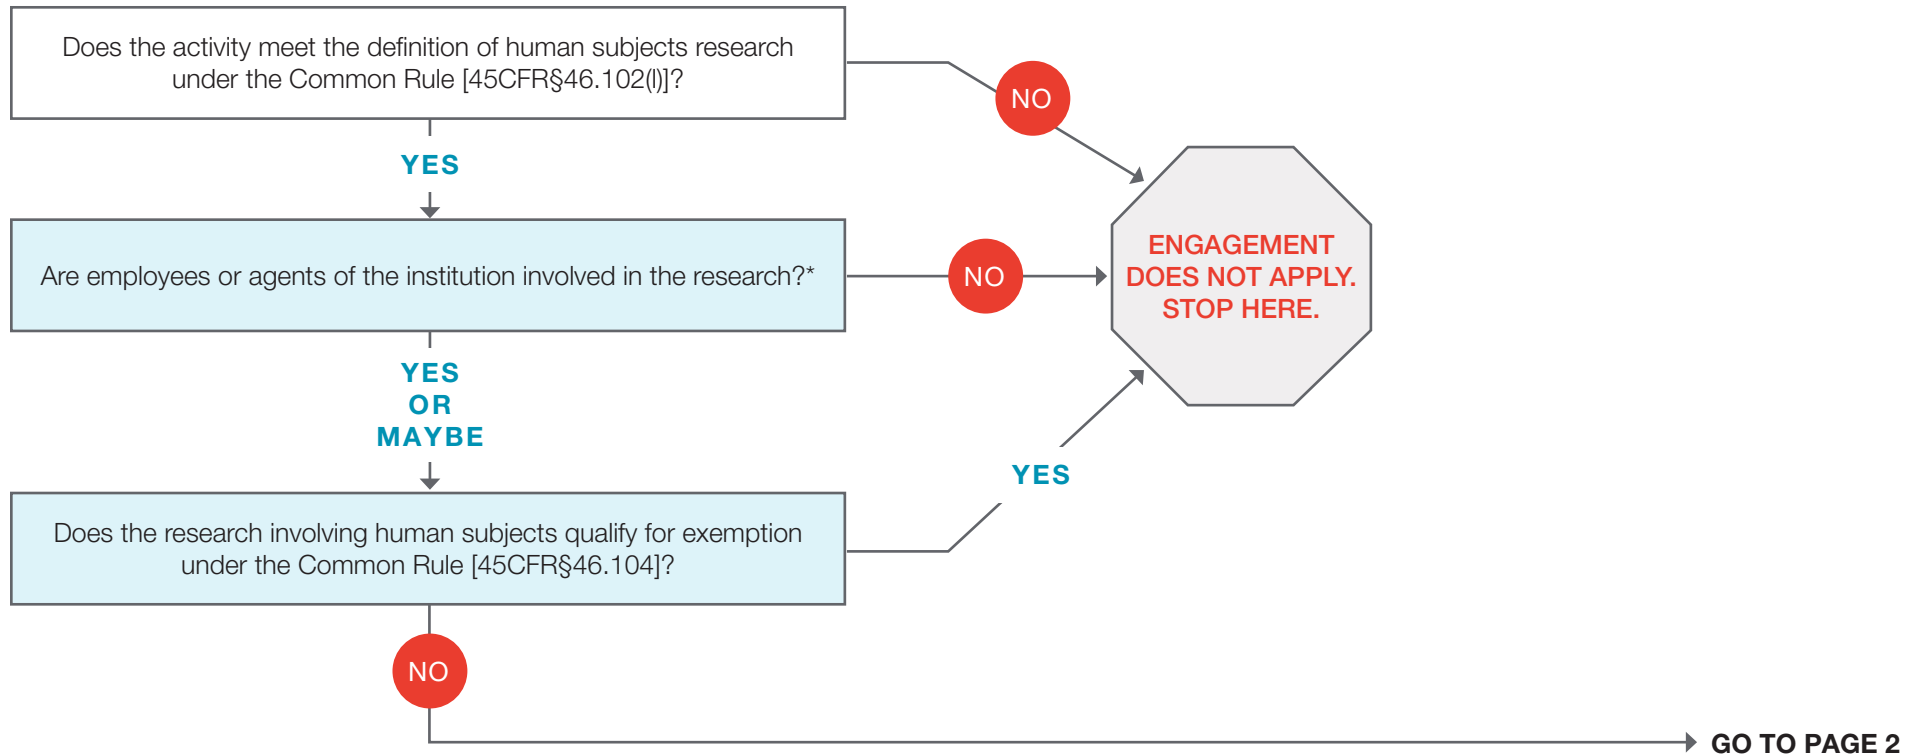 Does the activity meet the definition of human subjects research
under the Common Rule [45CFR§46.102(l)]?
NO
YES
Are employees or agents of the institution involved in the research?*
NO
ENGAGEMENT
DOES NOT APPLY.
STOP HERE.
YES
OR
MAYBE
YES
Does the research involving human subjects qualify for exemption
under the Common Rule [45CFR§46.104]?
NO
GO TO PAGE 2